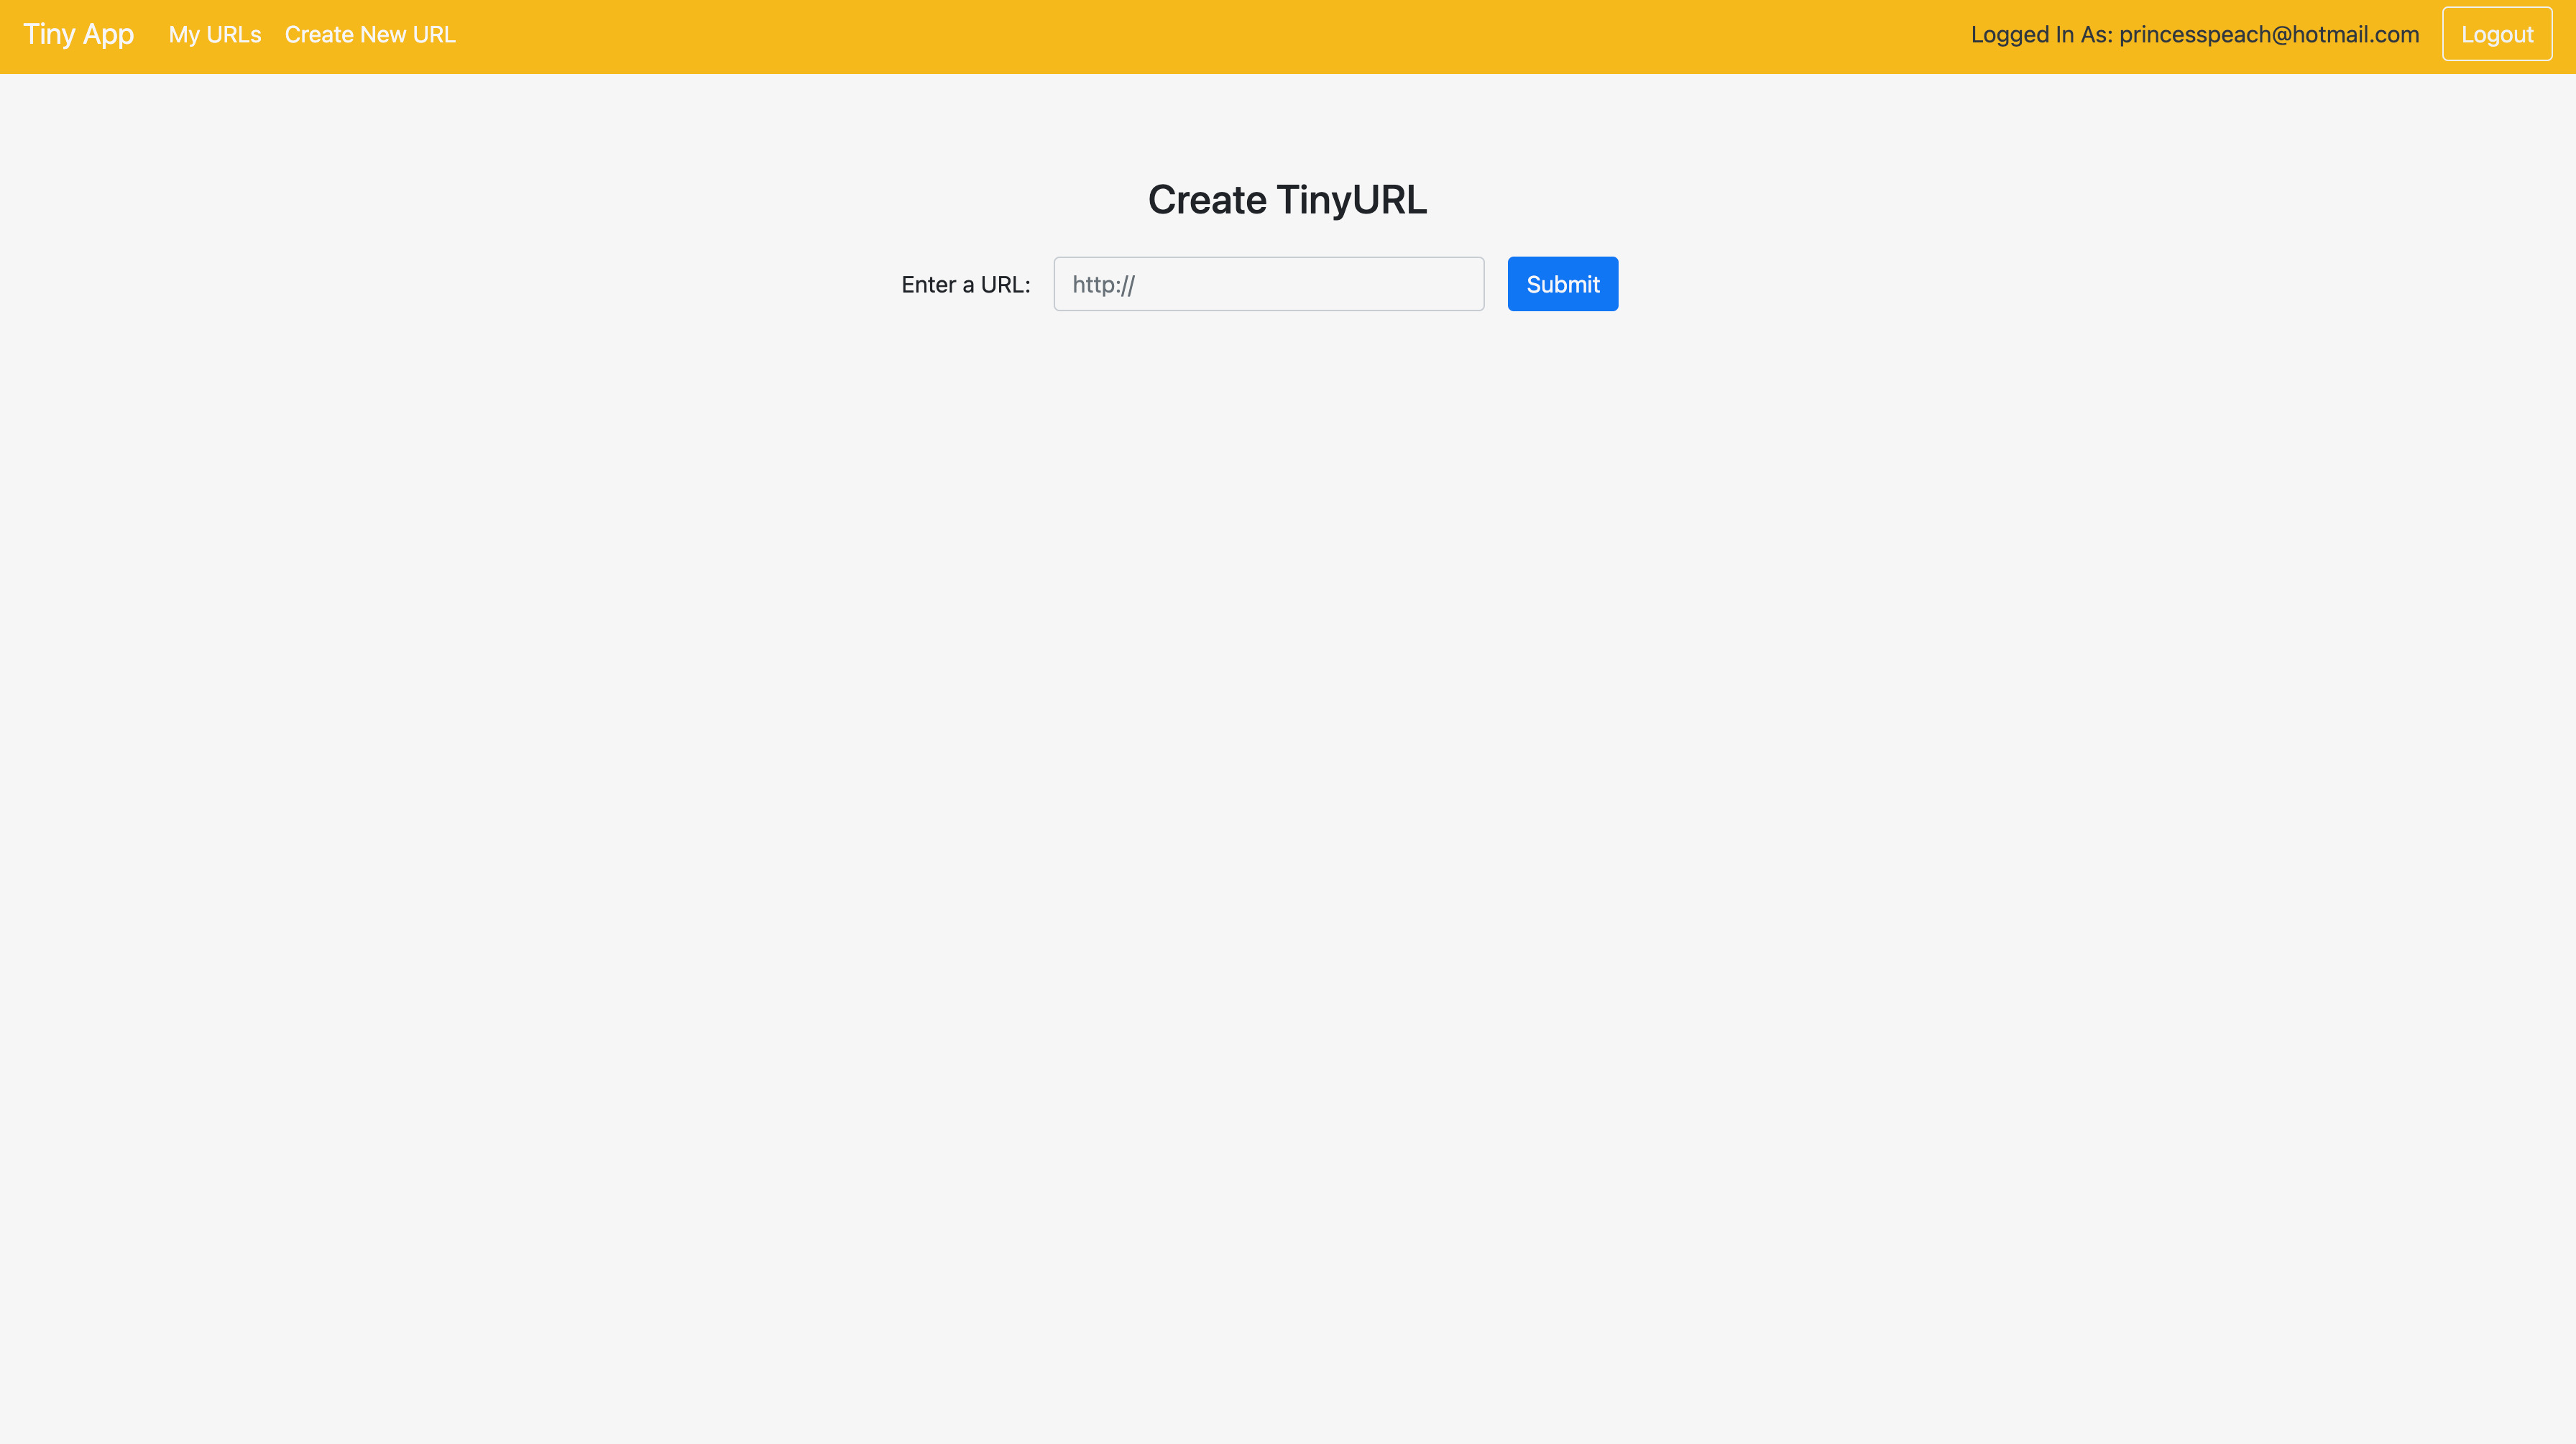 Tiny App My URLs Create New URL Logged In As: princesspeach@hotmail.com Logout
Create TinyURL
Enter a URL: http:// Submit